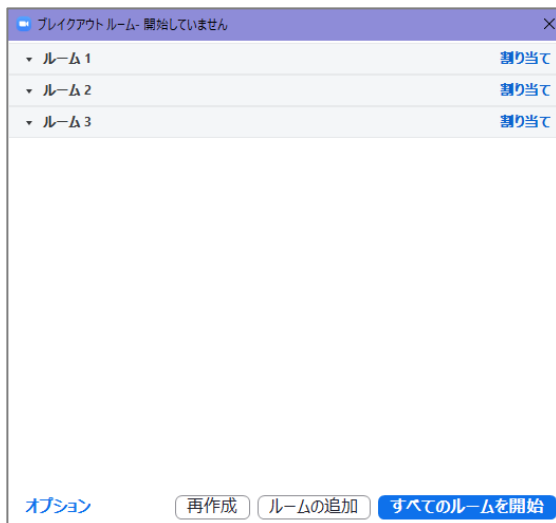 ブレイクアウト ルーム- 開始していません
ルーム 1 割り当て
ルーム 2 割り当て
ルーム 3 割り当て
オプション 再作成 ルームの追加 すべてのルームを開始